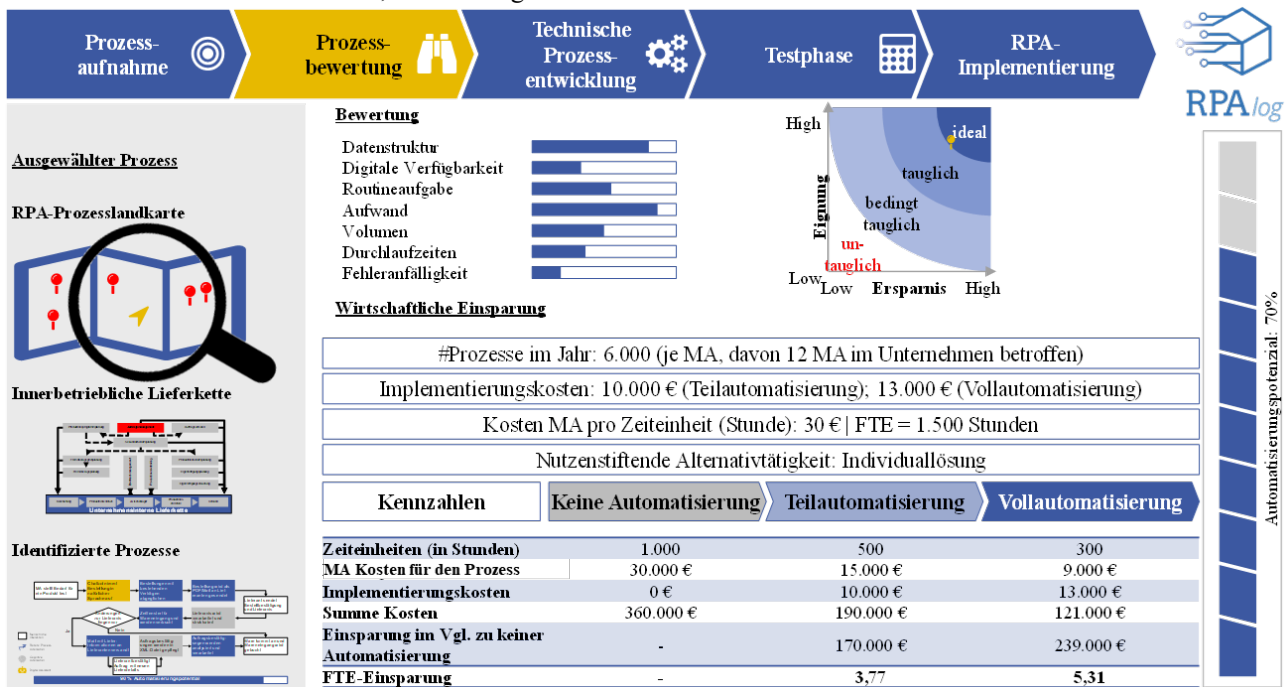 Prozess-
aufnahme
Prozess-
bewertung
Technische
Prozess-
entwicklung
Testphase
RPA-
Implementierung
RPAlog
Ausgewählter Prozess
RPA-Prozesslandkarte
Innerbetriebliche Lieferkette
Unternehmensinterne Lieferkette
Identifizierte Prozesse
90% Automatisierungspotential
Bewertung
Datenstruktur
Digitale Verfügbarkeit
Routineaufgabe
Aufwand
Volumen
Durchlaufzeiten
Fehleranfälligkeit
High
ideal
tauglich
bedingt
tauglich
un-
tauglich
Eignung
Low
Low Ersparnis High
Wirtschaftliche Einsparung
#Prozesse im Jahr: 6.000 (je MA, davon 12 MA im Unternehmen betroffen)
Implementierungskosten: 10.000 € (Teilautomatisierung); 13.000 € (Vollautomatisierung)
Kosten MA pro Zeiteinheit (Stunde): 30 € | FTE = 1.500 Stunden
Nutzenstiftende Alternativtätigkeit: Individuallösung
Kennzahlen Keine Automatisierung Teilautomatisierung Vollautomatisierung
Zeiteinheiten (in Stunden) 1.000 500 300
MA Kosten für den Prozess 30.000 € 15.000 € 9.000 €
Implementierungskosten 0 € 10.000 € 13.000 €
Summe Kosten 360.000 € 190.000 € 121.000 €
Einsparung im Vgl. zu keiner
Automatisierung - 170.000 € 239.000 €
FTE-Einsparung - 3,77 5,31
Automatisierungspotenzial: 70%